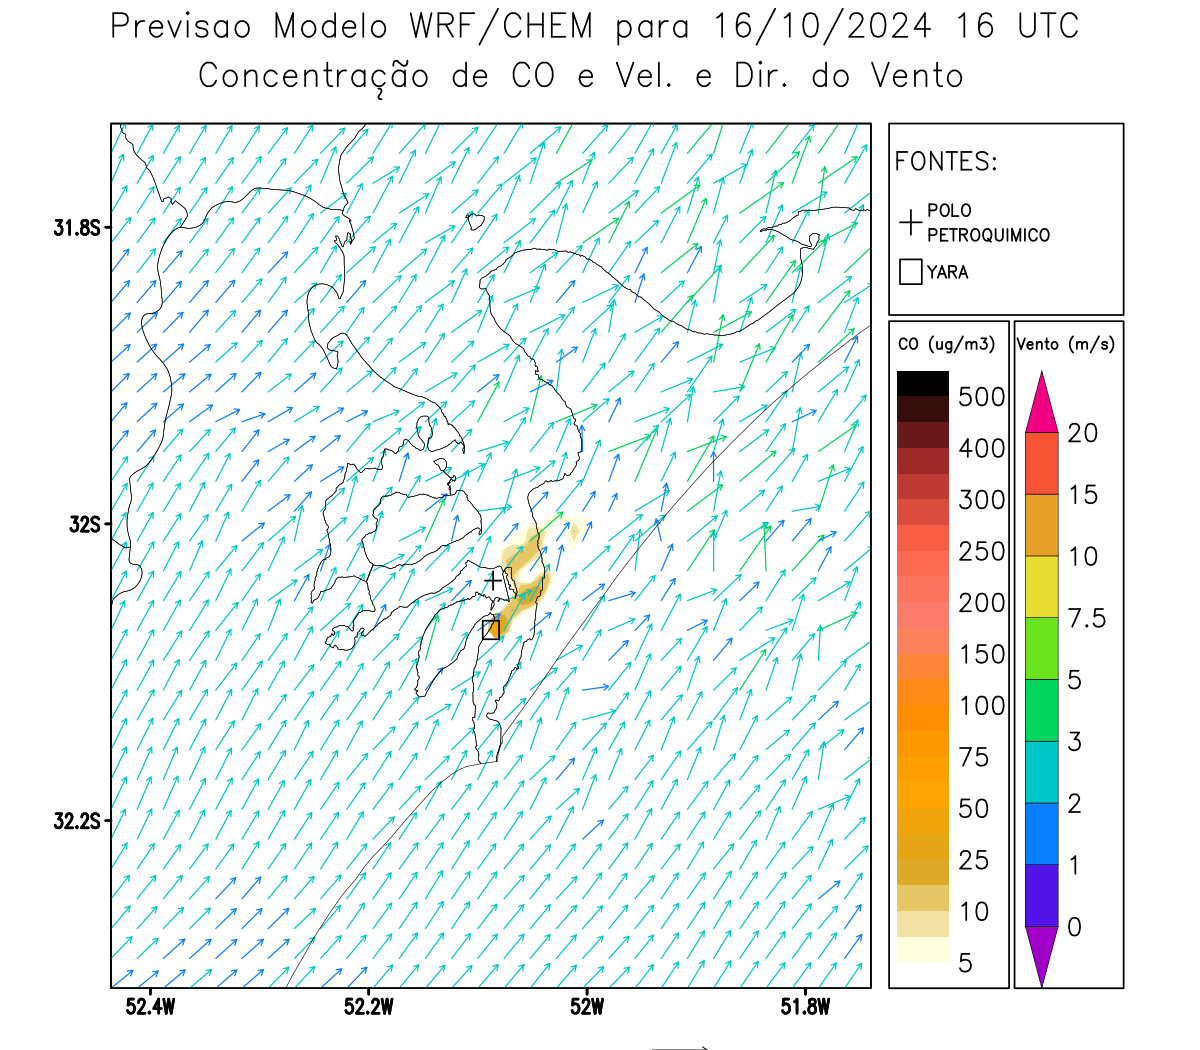 Previsao Modelo WRF/CHEM para 16/10/2024 16 UTC
Concentração de CO e Vel. e Dir. do Vento
FONTES:
POLO
PETROQUIMICO
YARA
CO (ug/m3)
500
400
300
250
200
150
100
75
50
25
10
5
Vento (m/s)
20
15
10
7.5
5
3
2
1
0
31.8S
32S
32.2S
52.4W
52.2W
52W
51.8W